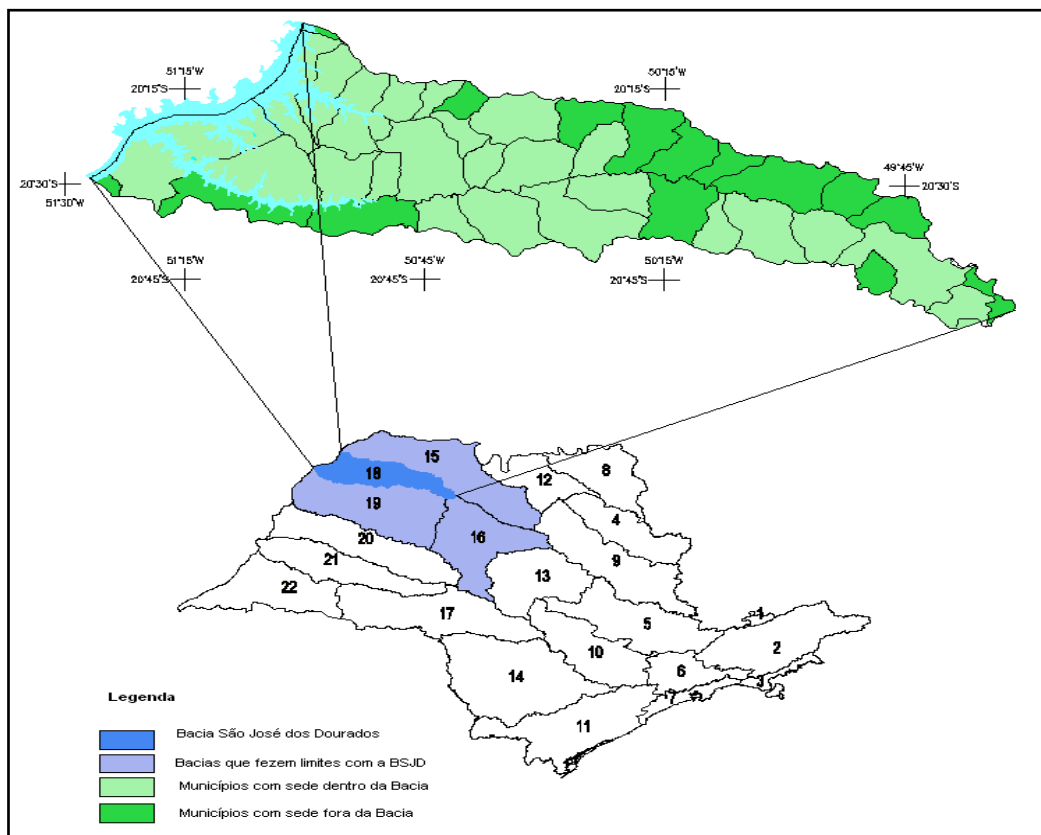 51°15'W
20°15'S
50°15'W
20°15'S
49°45'W
20°30'S
20°30'S
51°30'W
51°15'W
20°45'S
50°45'W
20°45'S
50°15'W
20°45'S
15
18
19
16
12
8
4
9
20
21
22
13
17
5
1
2
10
6
3
7
14
11
Legenda
Bacia São José dos Dourados
Bacias que fezem limites com a BSJD
Municípios com sede dentro da Bacia
Municípios com sede fora da Bacia